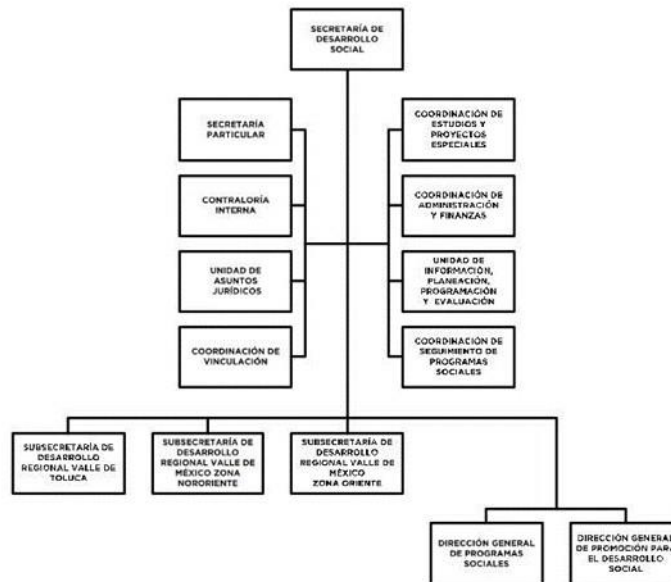 SECRETARÍA DE
DESARROLLO
SOCIAL
SECRETARÍA
PARTICULAR
COORDINACIÓN DE
ESTUDIOS Y
PROYECTOS
ESPECIALES
CONTRALORÍA
INTERNA
COORDINACIÓN DE
ADMINISTRACIÓN
Y FINANZAS
UNIDAD DE
ASUNTOS
JURÍDICOS
UNIDAD DE
INFORMACIÓN,
PLANEACIÓN,
PROGRAMACIÓN
Y EVALUACIÓN
COORDINACIÓN DE
VINCULACIÓN
COORDINACIÓN DE
SEGUIMIENTO DE
PROGRAMAS
SOCIALES
SUBSECRETARÍA DE
DESARROLLO
REGIONAL VALLE DE
TOLUCA
SUBSECRETARÍA DE
DESARROLLO
REGIONAL VALLE DE
MÉXICO ZONA
NORORIENTE
SUBSECRETARÍA DE
DESARROLLO
REGIONAL VALLE DE
MÉXICO
ZONA ORIENTE
DIRECCIÓN GENERAL
DE PROGRAMAS
SOCIALES
DIRECCIÓN GENERAL
DE PROMOCIÓN PARA
EL DESARROLLO
SOCIAL